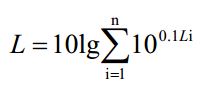 L = 10lg∑_{i=1}^{n} 10^{0.1Li}